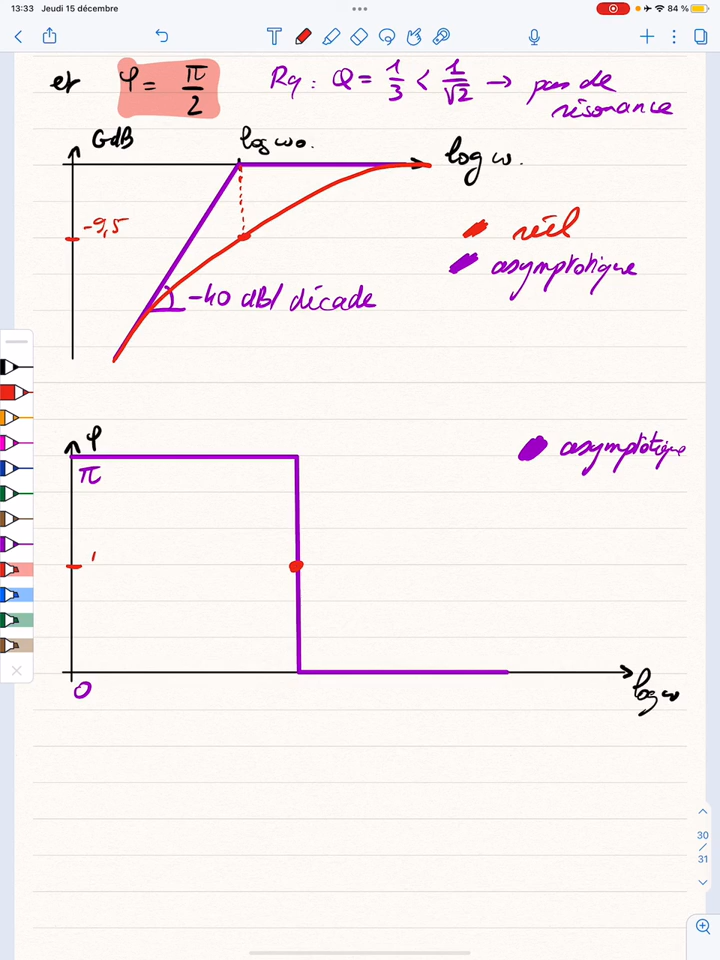 13:33 Jeudi 15 décembre
84 %
et φ = π/2
Rq : Q = 1/3 < 1/√2 → pas de
résonance
GdB
log ω0.
log ω.
-9,5
réel
asymptotique
-40 dB/ décade
φ
asymptotique
π
0
log ω
30
/
31